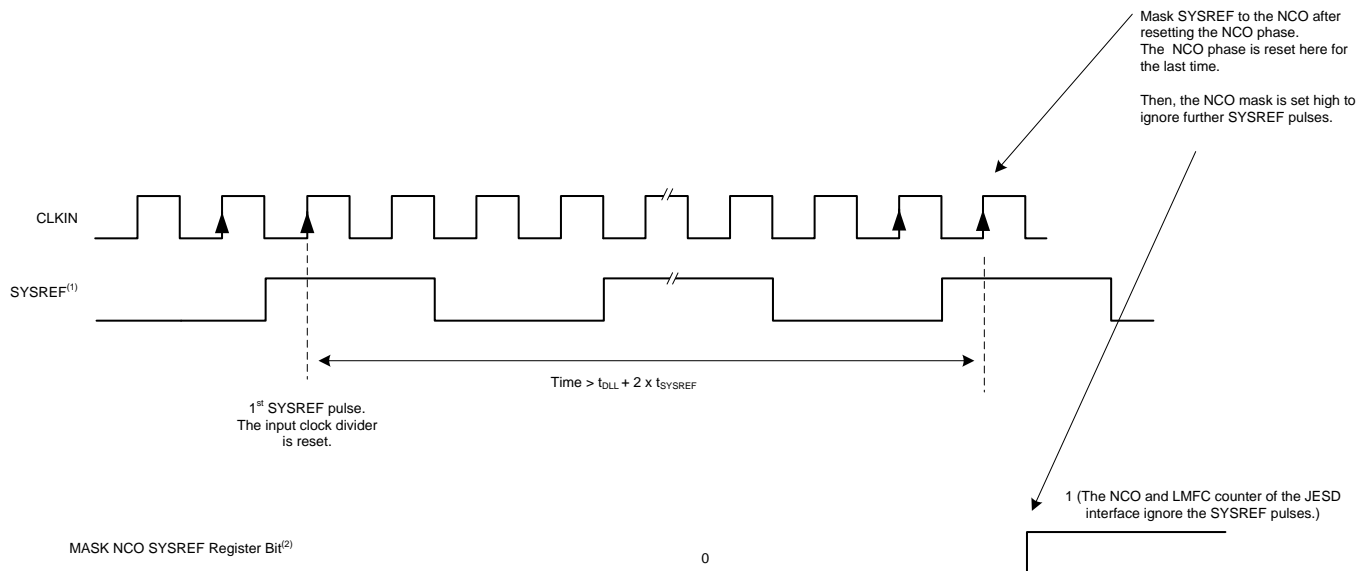 Mask SYSREF to the NCO after
resetting the NCO phase.
The NCO phase is reset here for
the last time.
Then, the NCO mask is set high to
ignore further SYSREF pulses.
CLKIN
SYSREF(1)
Time > tDLL + 2 x tSYSREF
1st SYSREF pulse.
The input clock divider
is reset.
1 (The NCO and LMFC counter of the JESD
interface ignore the SYSREF pulses.)
MASK NCO SYSREF Register Bit(2)
0